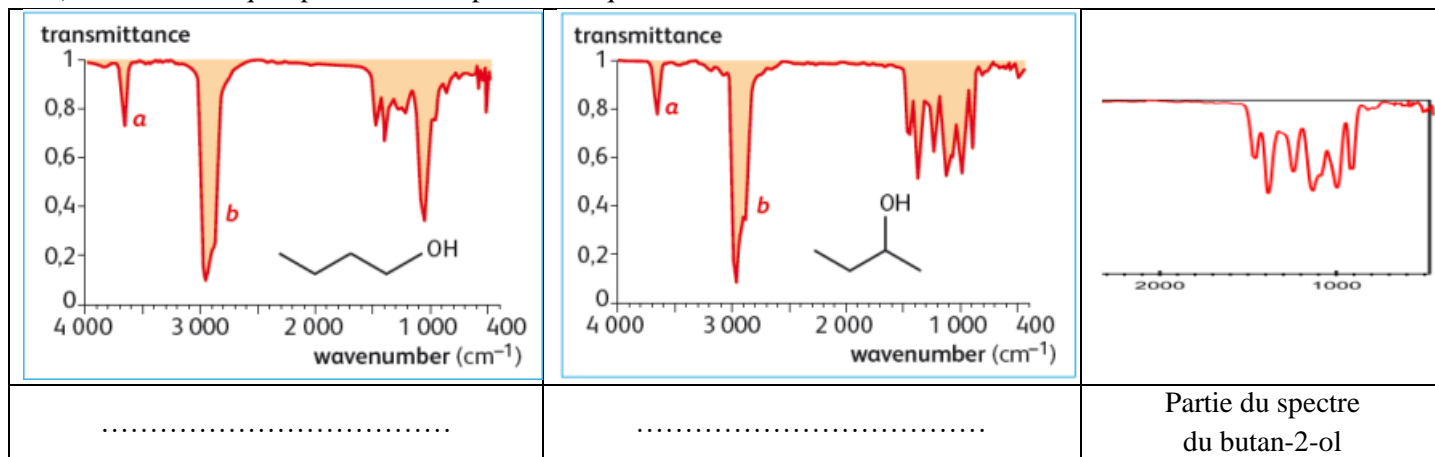 transmittance
1
0,8
0,6
0,4
0,2
0
a
b
OH
4 000 3 000 2 000 1 000 400
wavenumber (cm⁻¹)
transmittance
1
0,8
0,6
0,4
0,2
0
a
b
OH
4 000 3 000 2 000 1 000 400
wavenumber (cm⁻¹)
2000 1000
....................................
....................................
Partie du spectre
du butan-2-ol